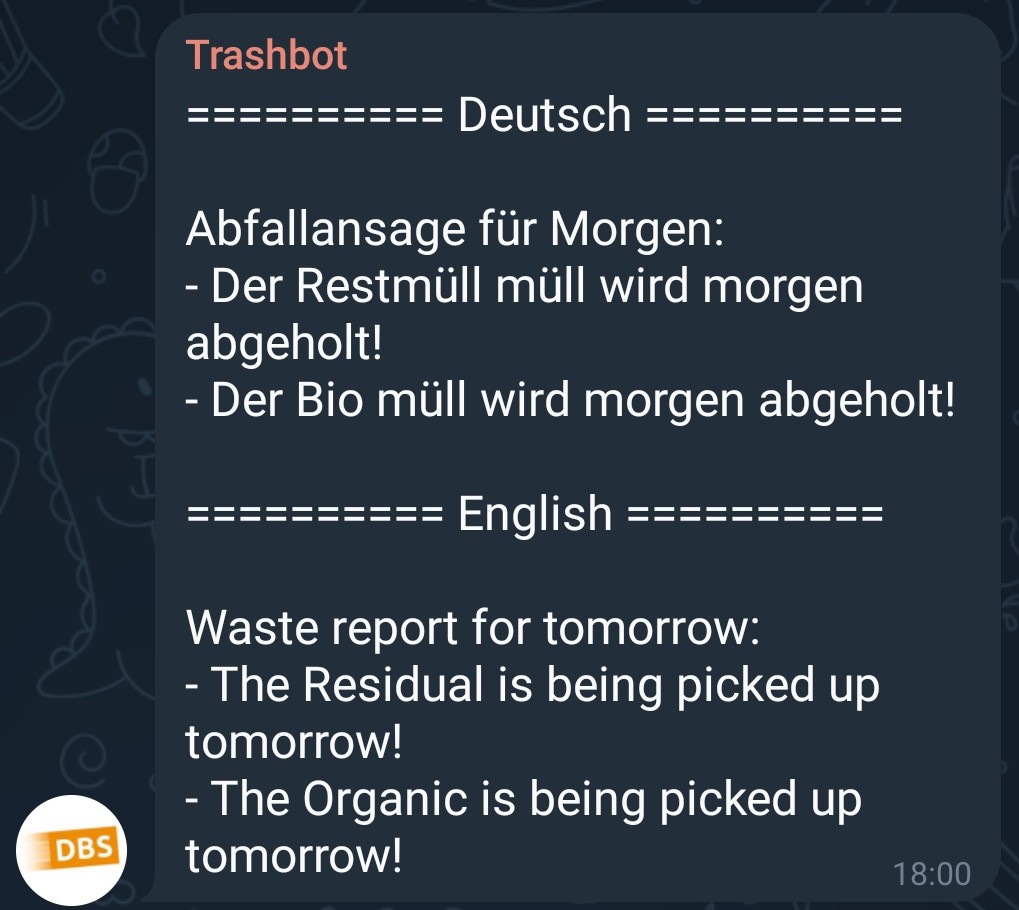 Trashbot
========== Deutsch ==========
Abfallansage für Morgen:
- Der Restmüll müll wird morgen
abgeholt!
- Der Bio müll wird morgen abgeholt!
========== English ==========
Waste report for tomorrow:
- The Residual is being picked up
tomorrow!
- The Organic is being picked up
tomorrow!
DBS
18:00